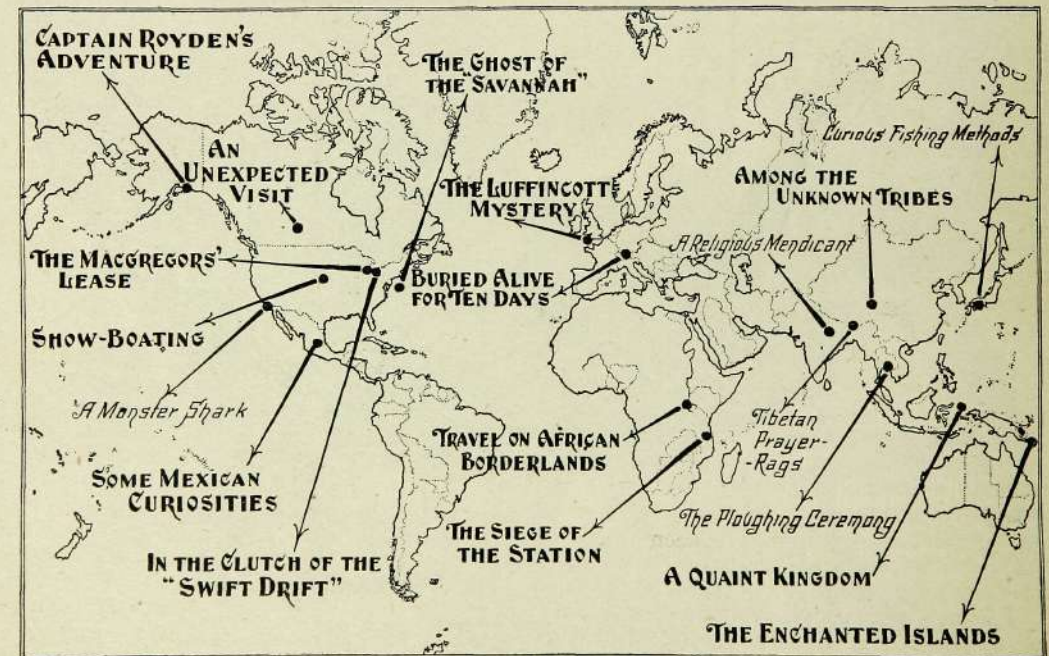 CAPTAIN ROYDEN'S
ADVENTURE
THE GHOST OF
THE "SAVANNAH"
Curious Fishing Methods
AN
UNEXPECTED
VISIT
THE LUFFINCOTT
MYSTERY
AMONG THE
UNKNOWN TRIBES
A Religious Mendicant
THE MACGREGORS'
LEASE
BURIED ALIVE
FOR TEN DAYS
SHOW-BOATING
A Monster Shark
TRAVEL ON AFRICAN
BORDERLANDS
Tibetan
Prayer-
-Rags
SOME MEXICAN
CURIOSITIES
THE SIEGE OF
THE STATION
The Ploughing Ceremony
IN THE CLUTCH OF THE
"SWIFT DRIFT"
A QUAINT KINGDOM
THE ENCHANTED ISLANDS